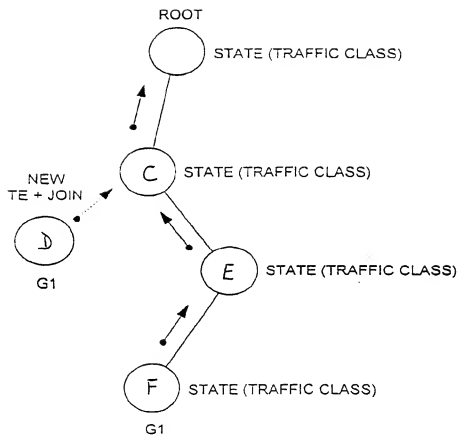 ROOT
STATE (TRAFFIC CLASS)
C
STATE (TRAFFIC CLASS)
NEW
TE + JOIN
D
G1
E
STATE (TRAFFIC CLASS)
F
STATE (TRAFFIC CLASS)
G1